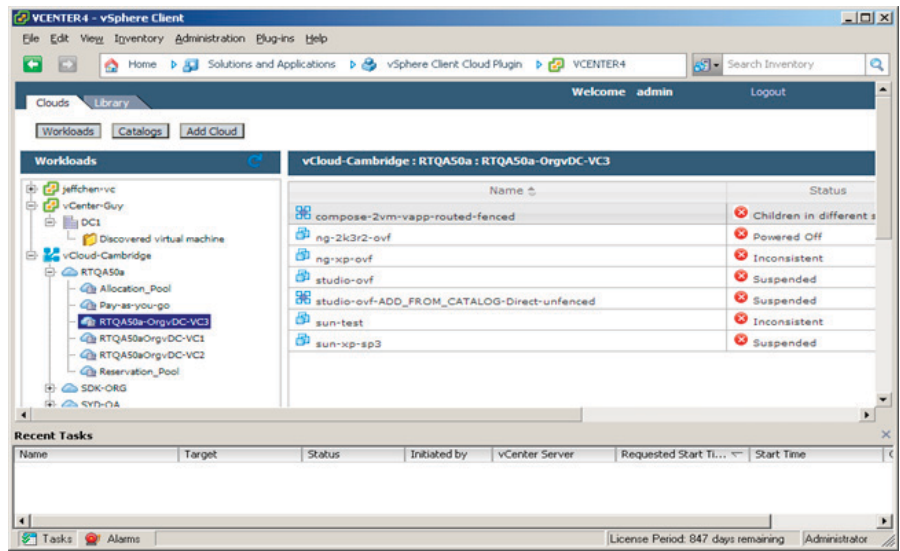 VCENTER4 - vSphere Client
File Edit View Inventory Administration Plug-ins Help
Home Solutions and Applications vSphere Client Cloud Plugin VCENTER4 Search Inventory
Clouds Library Welcome admin Logout
Workloads Catalogs Add Cloud
Workloads
jeffchen-vc
vCenter-Guy
DC1
Discovered virtual machine
vCloud-Cambridge
RTQA50a
Allocation_Pool
Pay-as-you-go
RTQA50a-OrgvDC-VC3
RTQA50aOrgvDC-VC1
RTQA50aOrgvDC-VC2
Reservation_Pool
SDK-ORG
SYD-QA
vCloud-Cambridge : RTQA50a : RTQA50a-OrgvDC-VC3
Name Status
compose-2vm-vapp-routed-fenced Children in different s
ng-2k3r2-ovf Powered Off
ng-xp-ovf Inconsistent
studio-ovf Suspended
studio-ovf-ADD_FROM_CATALOG-Direct-unfenced Suspended
sun-test Inconsistent
sun-xp-sp3 Suspended
Recent Tasks
Name Target Status Initiated by vCenter Server Requested Start Ti... Start Time
Tasks Alarms License Period: 847 days remaining Administrator